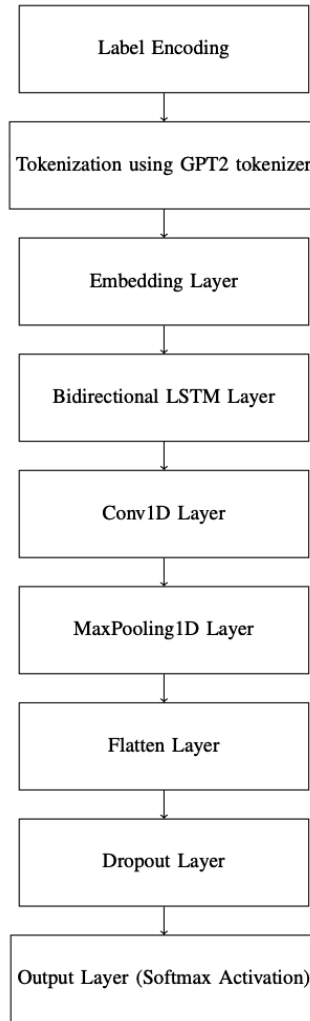 Label Encoding
Tokenization using GPT2 tokenizer
Embedding Layer
Bidirectional LSTM Layer
Conv1D Layer
MaxPooling1D Layer
Flatten Layer
Dropout Layer
Output Layer (Softmax Activation)